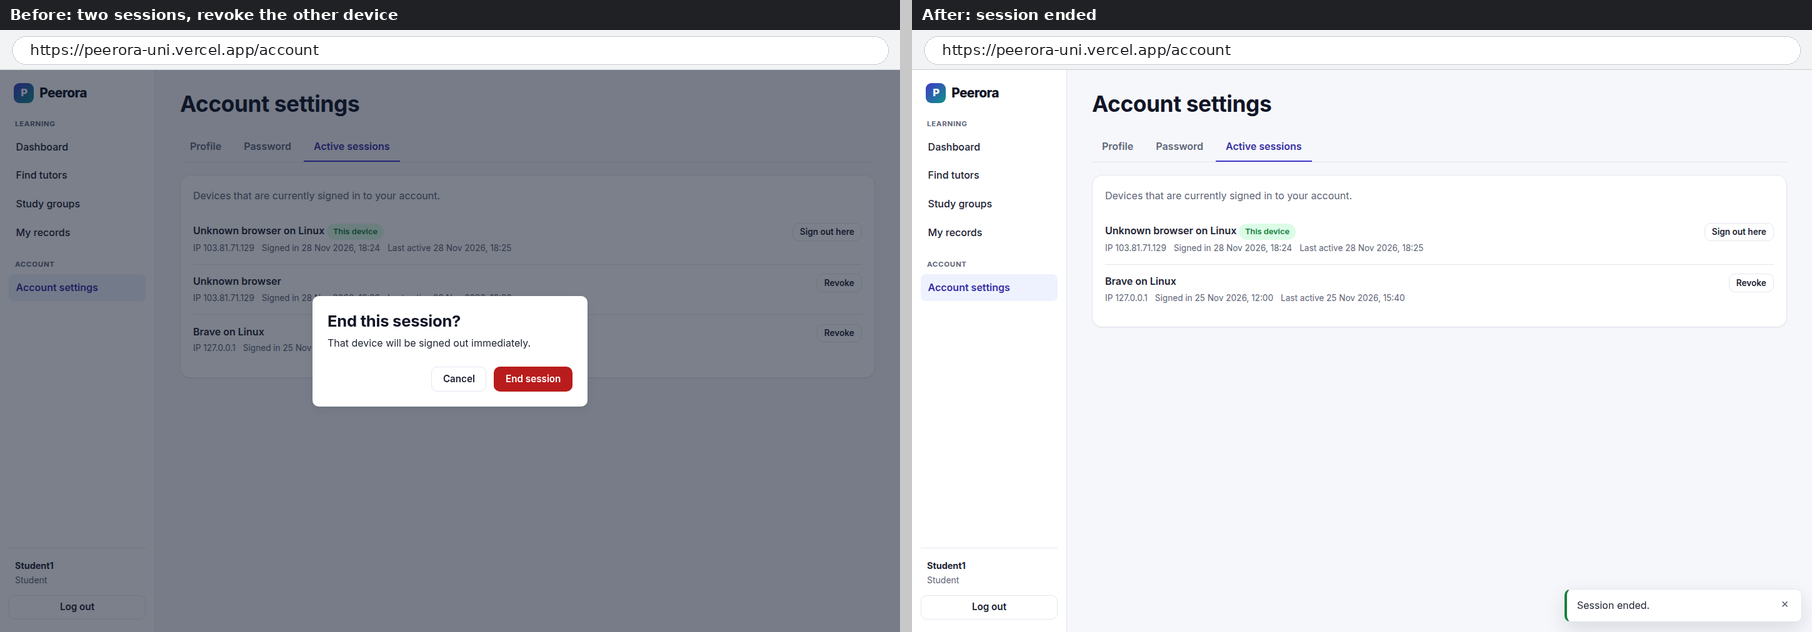 Before: two sessions, revoke the other device
https://peerora-uni.vercel.app/account
P Peerora
LEARNING
Dashboard
Find tutors
Study groups
My records
ACCOUNT
Account settings
Student1
Student
Log out
Account settings
Profile Password Active sessions
Devices that are currently signed in to your account.
Unknown browser on Linux This device
IP 103.81.71.129 Signed in 28 Nov 2026, 18:24 Last active 28 Nov 2026, 18:25
Sign out here
Unknown browser
IP 103.81.71.129 Signed in 28
Revoke
Brave on Linux
IP 127.0.0.1 Signed in 25 Nov
Revoke
End this session?
That device will be signed out immediately.
Cancel End session
After: session ended
https://peerora-uni.vercel.app/account
P Peerora
LEARNING
Dashboard
Find tutors
Study groups
My records
ACCOUNT
Account settings
Student1
Student
Log out
Account settings
Profile Password Active sessions
Devices that are currently signed in to your account.
Unknown browser on Linux This device
IP 103.81.71.129 Signed in 28 Nov 2026, 18:24 Last active 28 Nov 2026, 18:25
Sign out here
Brave on Linux
IP 127.0.0.1 Signed in 25 Nov 2026, 12:00 Last active 25 Nov 2026, 15:40
Revoke
Session ended. ×